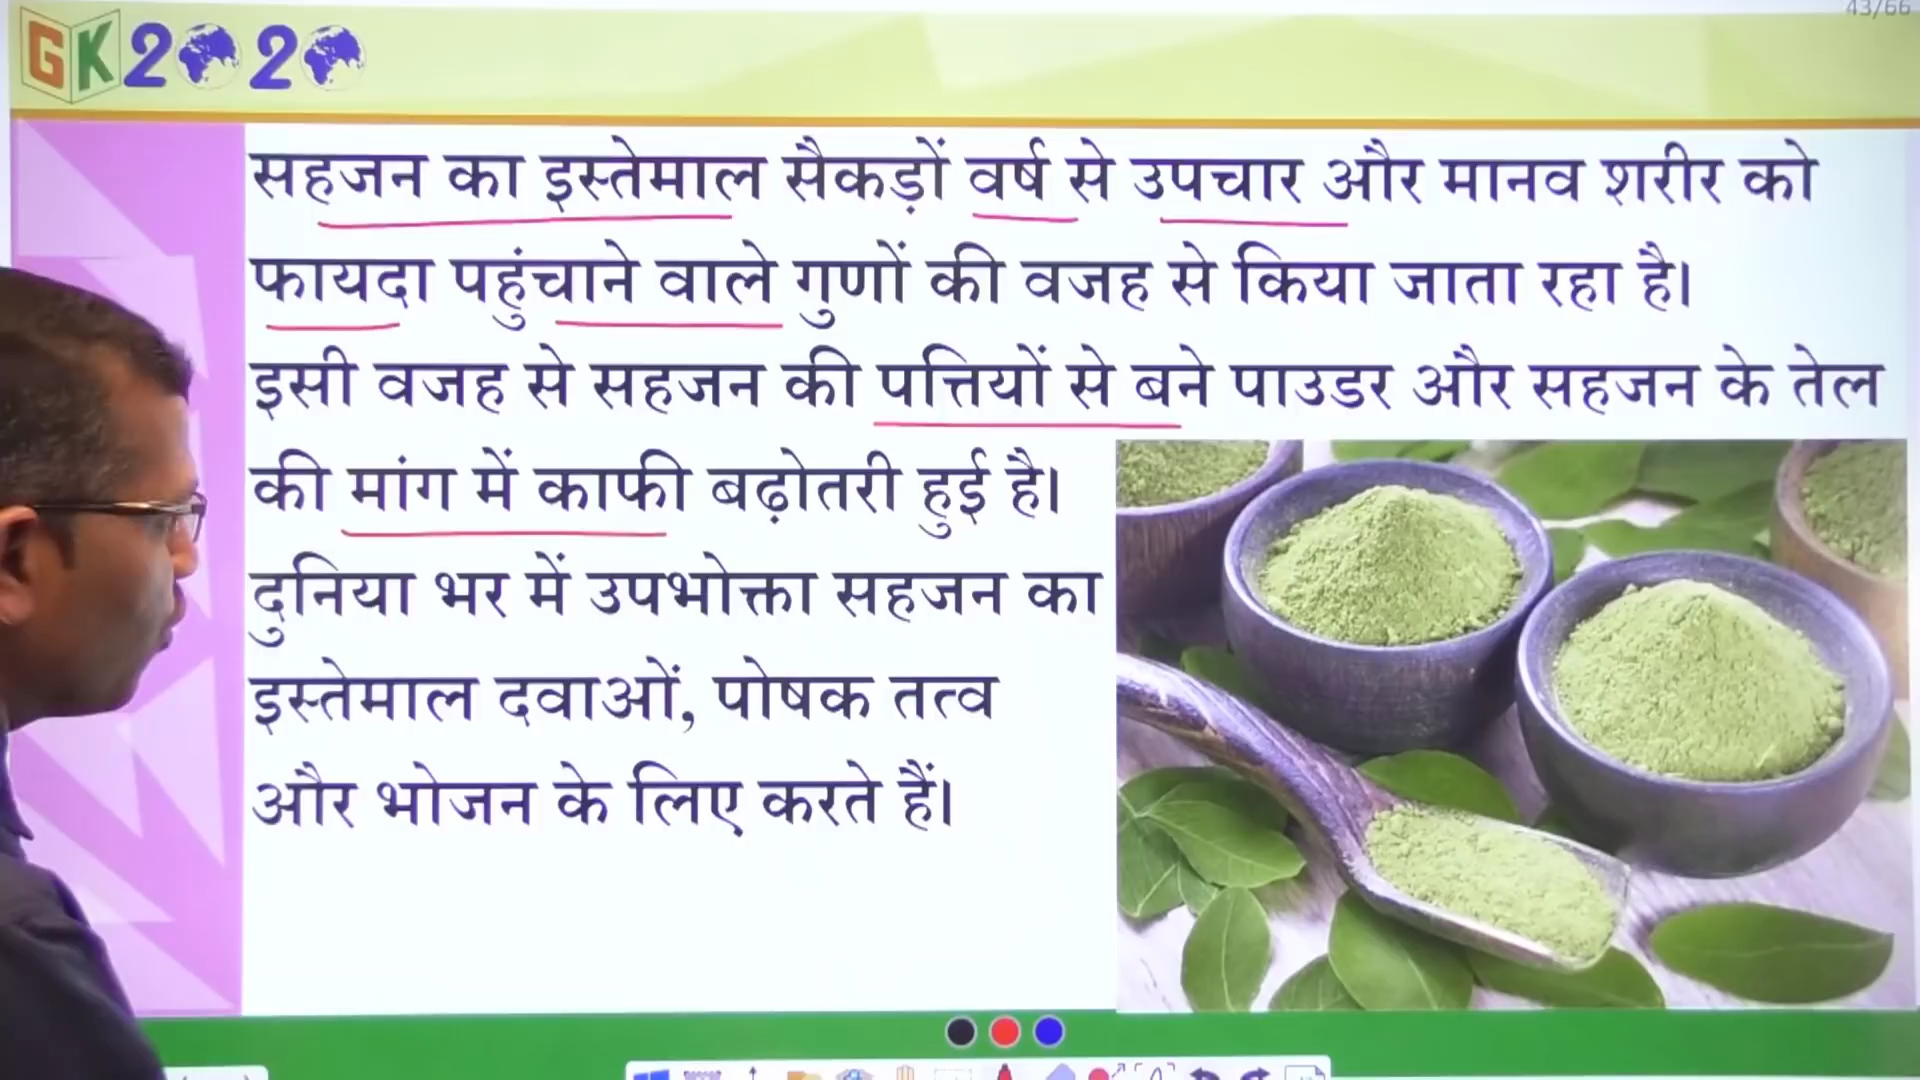 43/66
GK2020
सहजन का इस्तेमाल सैकड़ों वर्ष से उपचार और मानव शरीर को
फायदा पहुंचाने वाले गुणों की वजह से किया जाता रहा है।
इसी वजह से सहजन की पत्तियों से बने पाउडर और सहजन के तेल
की मांग में काफी बढ़ोतरी हुई है।
दुनिया भर में उपभोक्ता सहजन का
इस्तेमाल दवाओं, पोषक तत्व
और भोजन के लिए करते हैं।